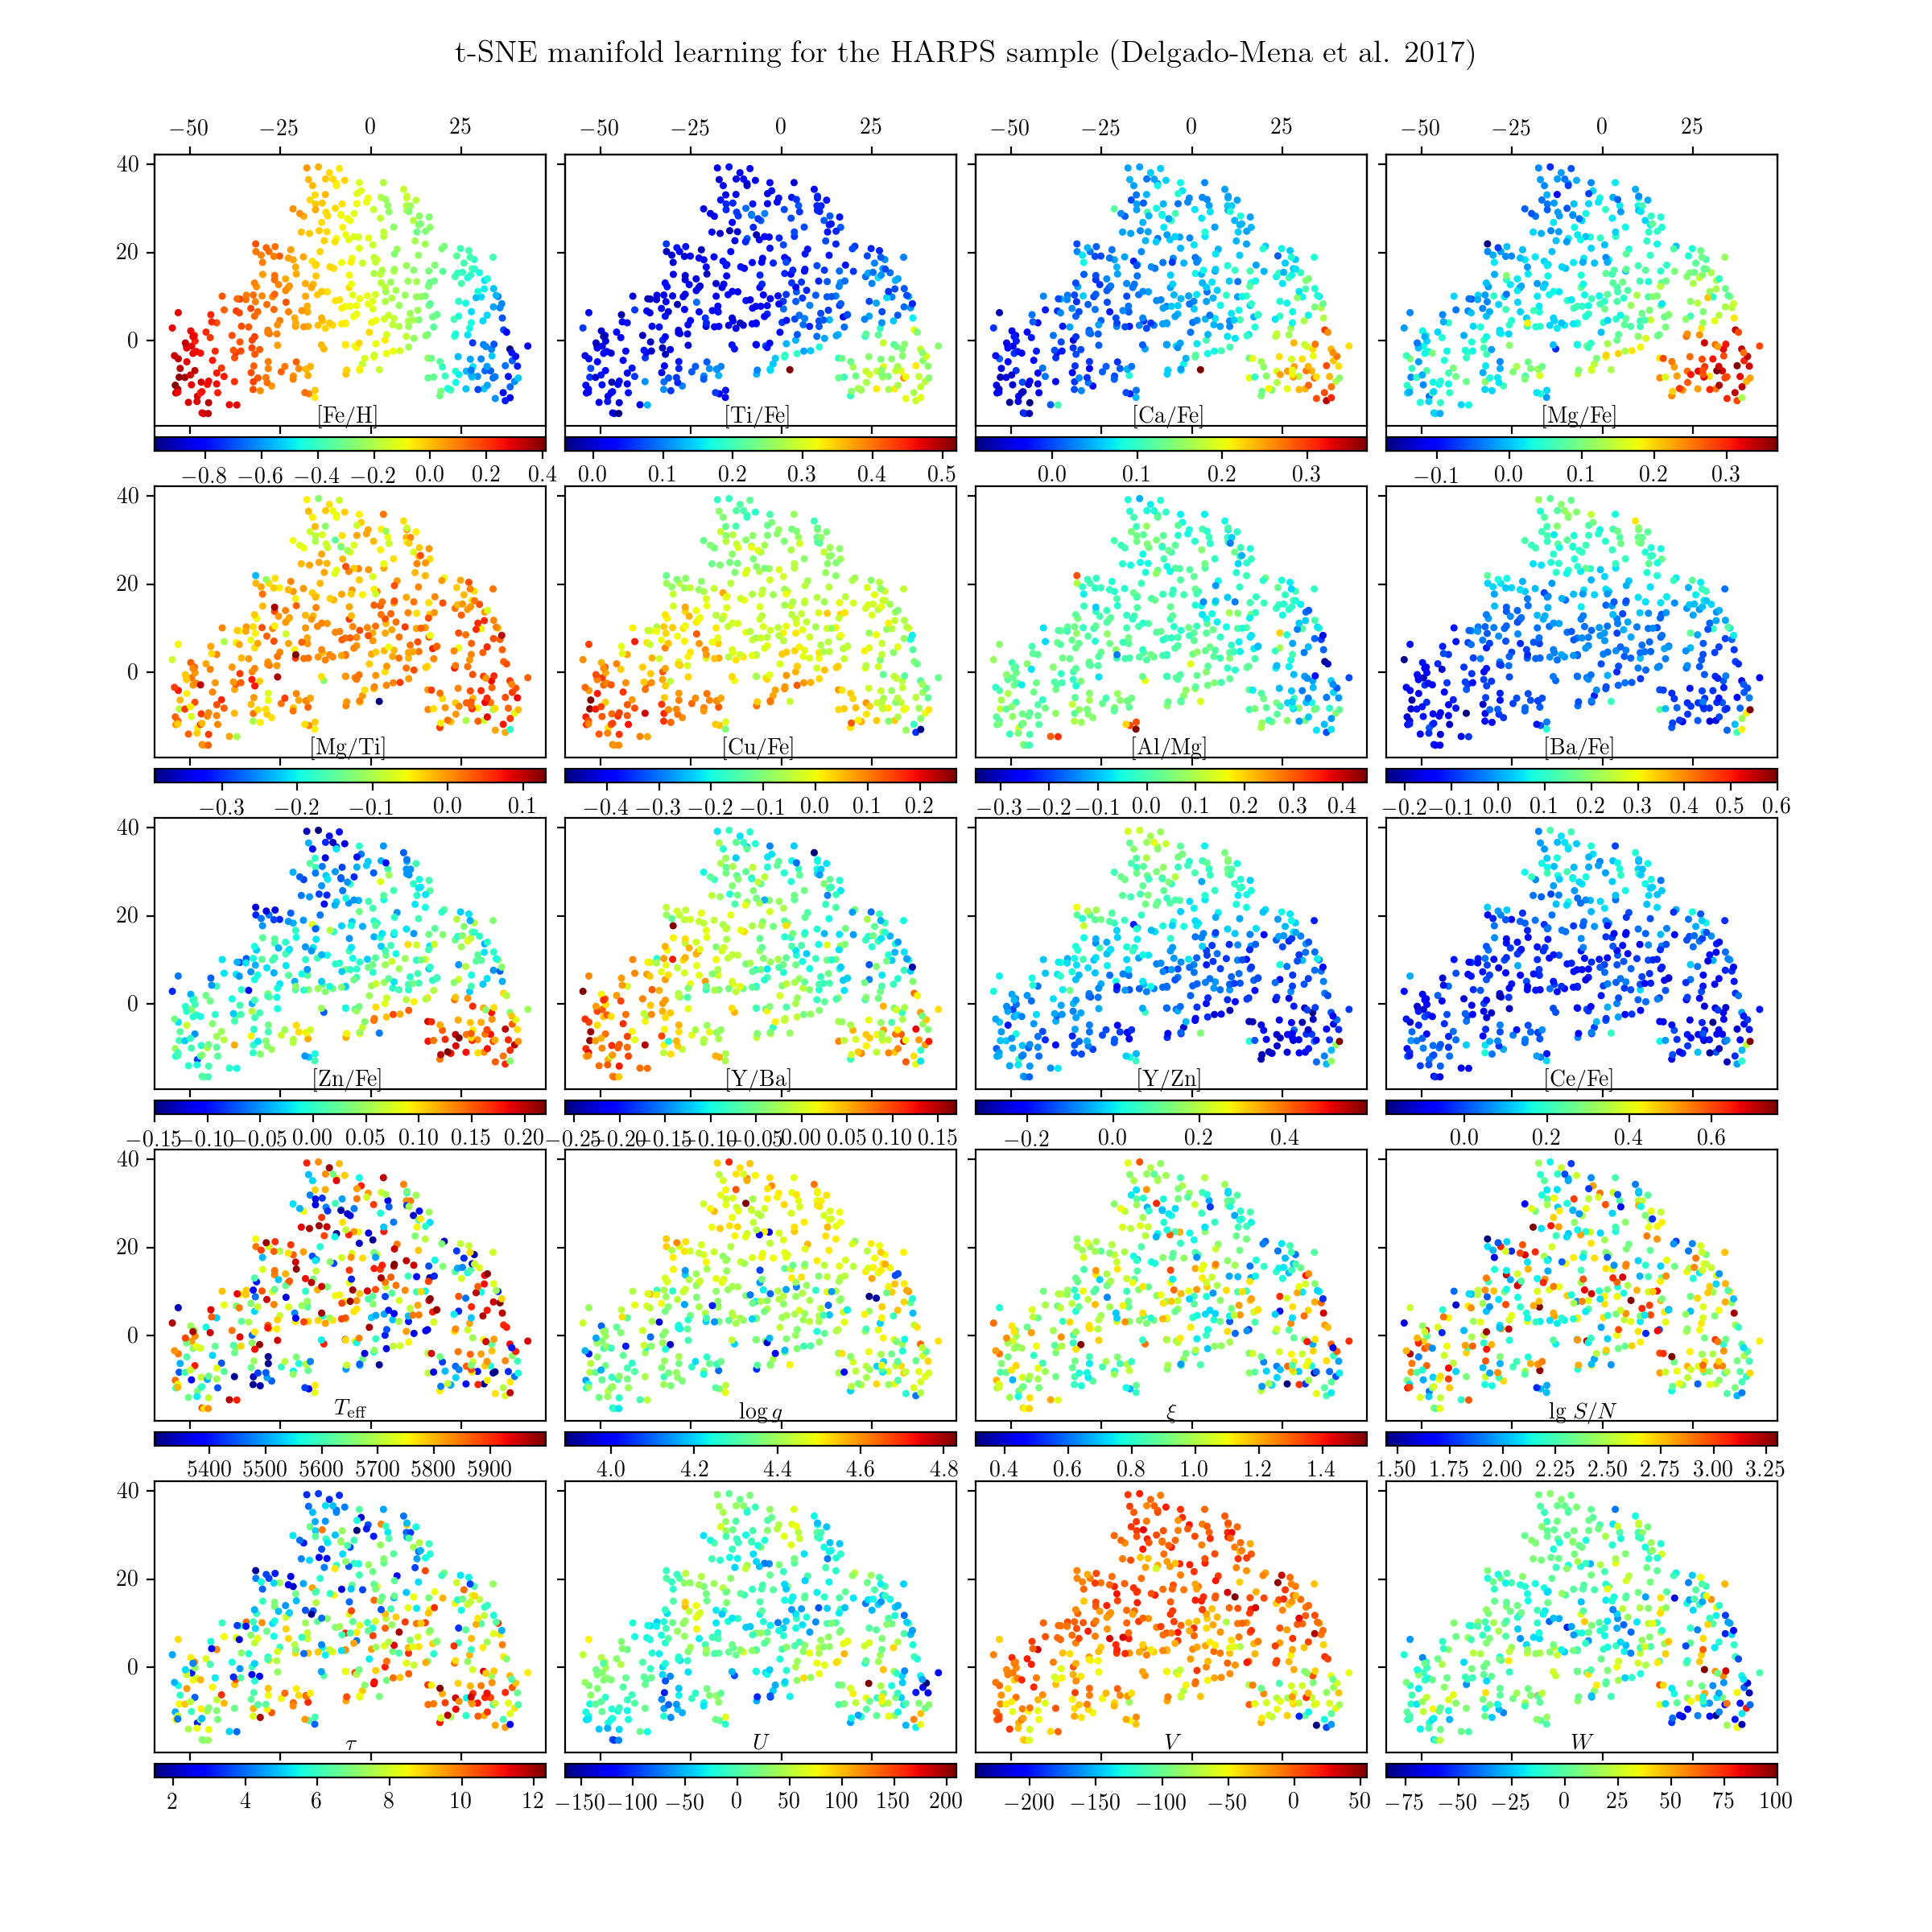 t-SNE manifold learning for the HARPS sample (Delgado-Mena et al. 2017)
−50 −25 0 25 −50 −25 0 25 −50 −25 0 25 −50 −25 0 25
40
20
0
[Fe/H] [Ti/Fe] [Ca/Fe] [Mg/Fe]
−0.8 −0.6 −0.4 −0.2 0.0 0.2 0.4 0.0 0.1 0.2 0.3 0.4 0.5 0.0 0.1 0.2 0.3 −0.1 0.0 0.1 0.2 0.3
40
20
0
[Mg/Ti] [Cu/Fe] [Al/Mg] [Ba/Fe]
−0.3 −0.2 −0.1 0.0 0.1 −0.4 −0.3 −0.2 −0.1 0.0 0.1 0.2 −0.3 −0.2 −0.1 0.0 0.1 0.2 0.3 0.4 −0.2 −0.1 0.0 0.1 0.2 0.3 0.4 0.5 0.6
40
20
0
[Zn/Fe] [Y/Ba] [Y/Zn] [Ce/Fe]
−0.15 −0.10 −0.05 0.00 0.05 0.10 0.15 0.20 −0.25 −0.20 −0.15 −0.10 −0.05 0.00 0.05 0.10 0.15 −0.2 0.0 0.2 0.4 0.0 0.2 0.4 0.6
40
20
0
Teff log g ξ lg S/N
5400 5500 5600 5700 5800 5900 4.0 4.2 4.4 4.6 4.8 0.4 0.6 0.8 1.0 1.2 1.4 1.50 1.75 2.00 2.25 2.50 2.75 3.00 3.25
40
20
0
τ U V W
2 4 6 8 10 12 −150 −100 −50 0 50 100 150 200 −200 −150 −100 −50 0 50 −75 −50 −25 0 25 50 75 100